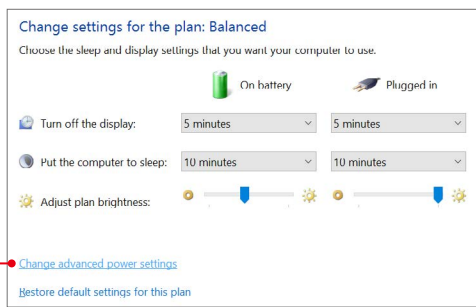 Change settings for the plan: Balanced
Choose the sleep and display settings that you want your computer to use.
On battery Plugged in
Turn off the display: 5 minutes 5 minutes
Put the computer to sleep: 10 minutes 10 minutes
Adjust plan brightness:
Change advanced power settings
Restore default settings for this plan